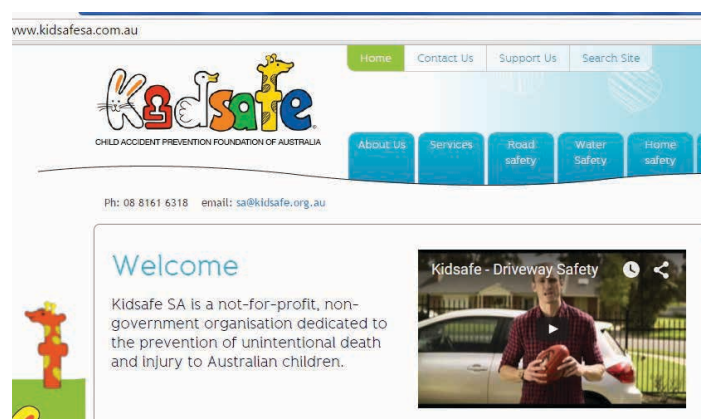 www.kidsafesa.com.au
Home Contact Us Support Us Search Site
Kidsafe
CHILD ACCIDENT PREVENTION FOUNDATION OF AUSTRALIA
About Us Services Road safety Water Safety Home safety
Ph: 08 8161 6318 email: sa@kidsafe.org.au
Welcome
Kidsafe - Driveway Safety
Kidsafe SA is a not-for-profit, non-
government organisation dedicated to
the prevention of unintentional death
and injury to Australian children.